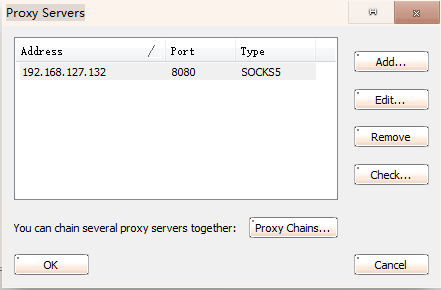 Proxy Servers
Address / Port Type
192.168.127.132 8080 SOCKS5
Add...
Edit...
Remove
Check...
You can chain several proxy servers together: Proxy Chains...
OK Cancel